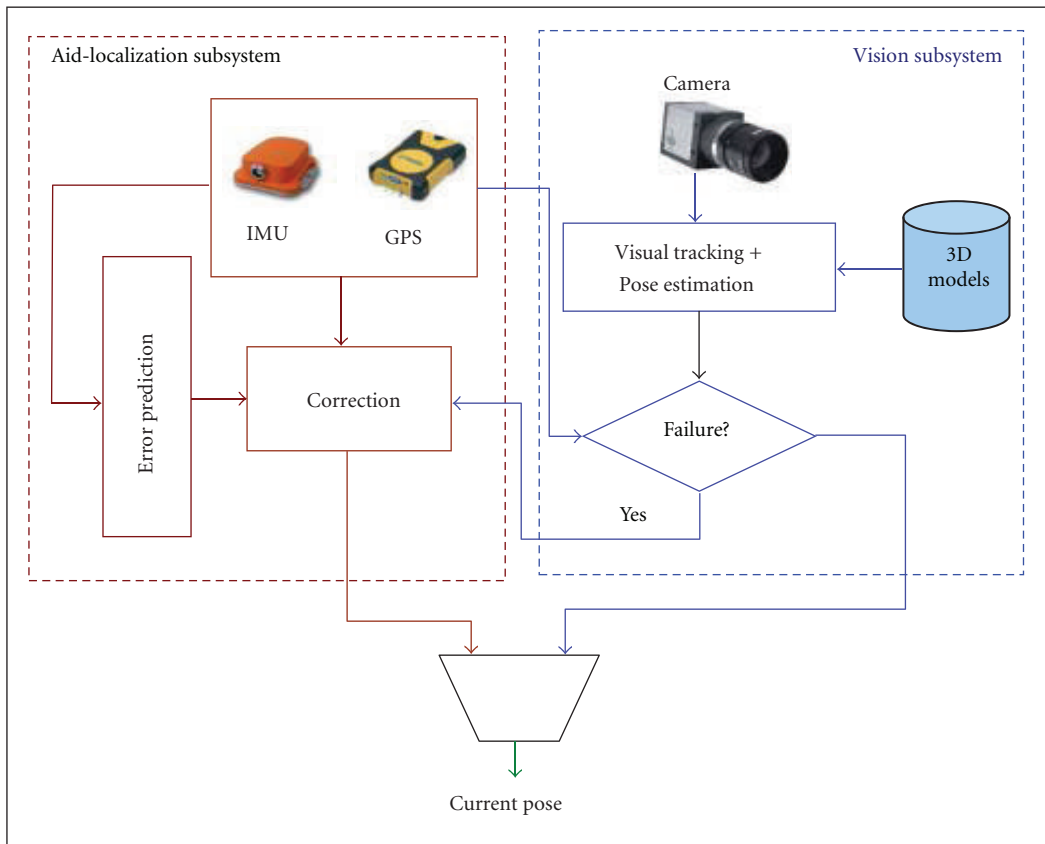 Aid-localization subsystem
Vision subsystem
Camera
IMU
GPS
Visual tracking +
Pose estimation
3D
models
Error prediction
Correction
Failure?
Yes
Current pose